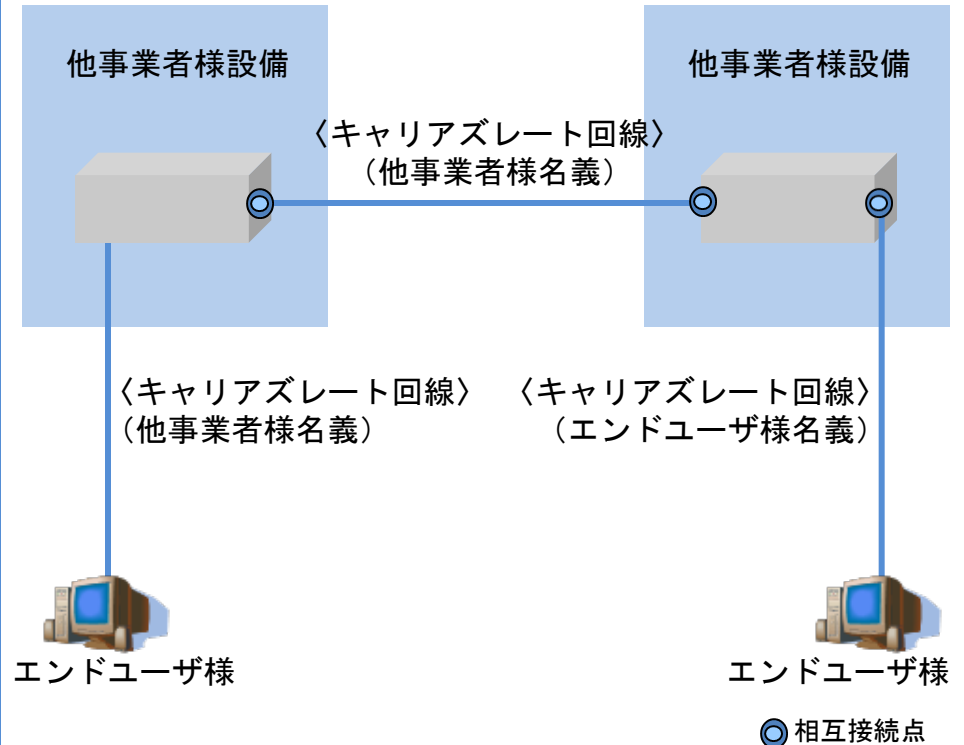 他事業者様設備
他事業者様設備
〈キャリアズレート回線〉
（他事業者様名義）
〈キャリアズレート回線〉
（他事業者様名義）
〈キャリアズレート回線〉
（エンドユーザ様名義）
エンドユーザ様
エンドユーザ様
相互接続点